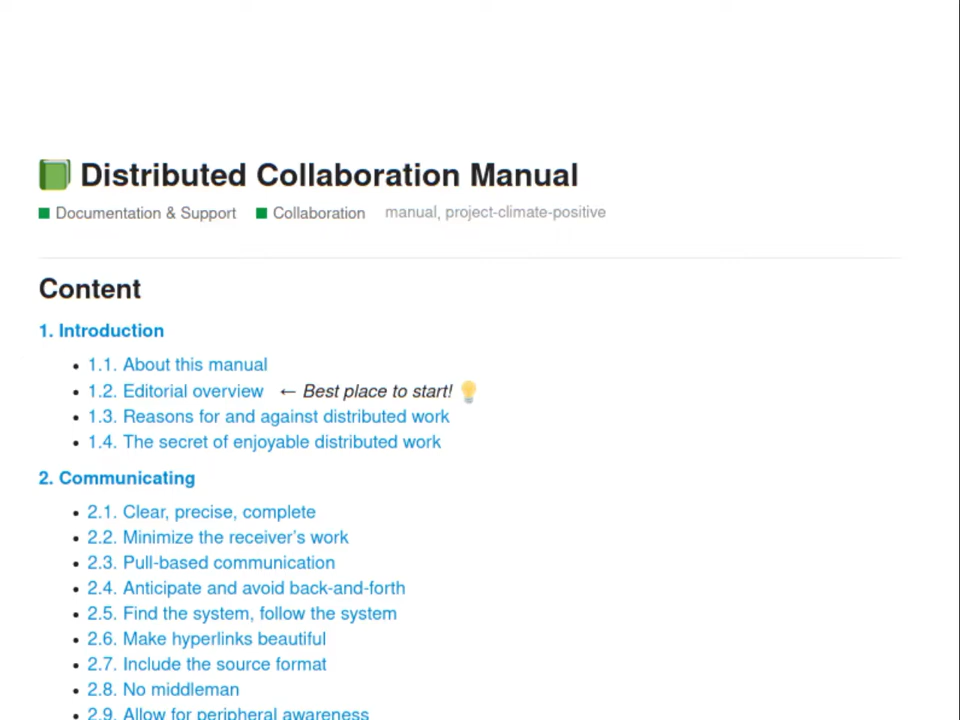 Distributed Collaboration Manual
Documentation & Support Collaboration manual, project-climate-positive
Content
1. Introduction
• 1.1. About this manual
• 1.2. Editorial overview ← Best place to start!
• 1.3. Reasons for and against distributed work
• 1.4. The secret of enjoyable distributed work
2. Communicating
• 2.1. Clear, precise, complete
• 2.2. Minimize the receiver’s work
• 2.3. Pull-based communication
• 2.4. Anticipate and avoid back-and-forth
• 2.5. Find the system, follow the system
• 2.6. Make hyperlinks beautiful
• 2.7. Include the source format
• 2.8. No middleman
• 2.9. Allow for peripheral awareness